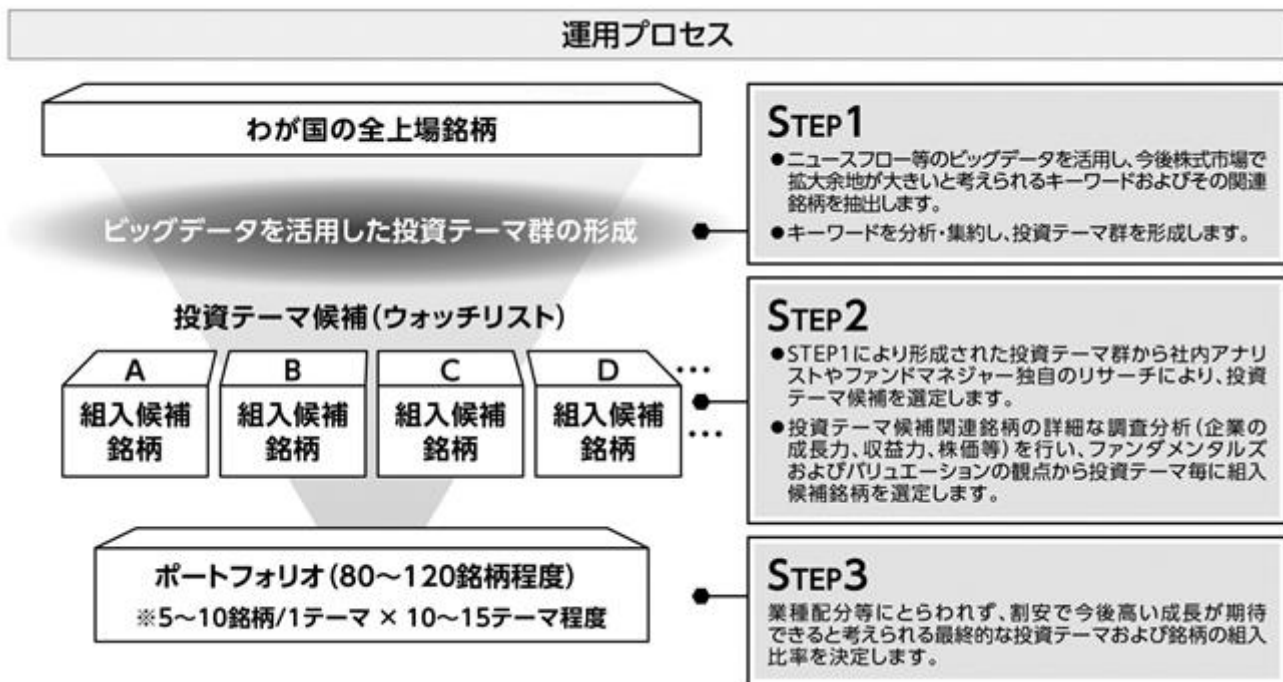 運用プロセス
わが国の全上場銘柄
ビッグデータを活用した投資テーマ群の形成
投資テーマ候補(ウォッチリスト)
A
B
C
D
…
組入候補
銘柄
組入候補
銘柄
組入候補
銘柄
組入候補
銘柄
…
ポートフォリオ(80〜120銘柄程度)
※5〜10銘柄/1テーマ × 10〜15テーマ程度
STEP1
●ニュースフロー等のビッグデータを活用し、今後株式市場で
拡大余地が大きいと考えられるキーワードおよびその関連
銘柄を抽出します。
●キーワードを分析・集約し、投資テーマ群を形成します。
STEP2
●STEP1により形成された投資テーマ群から社内アナリ
ストやファンドマネジャー独自のリサーチにより、投資
テーマ候補を選定します。
●投資テーマ候補関連銘柄の詳細な調査分析(企業の
成長力、収益力、株価等)を行い、ファンダメンタルズ
およびバリュエーションの観点から投資テーマ毎に組入
候補銘柄を選定します。
STEP3
業種配分等にとらわれず、割安で今後高い成長が期待
できると考えられる最終的な投資テーマおよび銘柄の組入
比率を決定します。